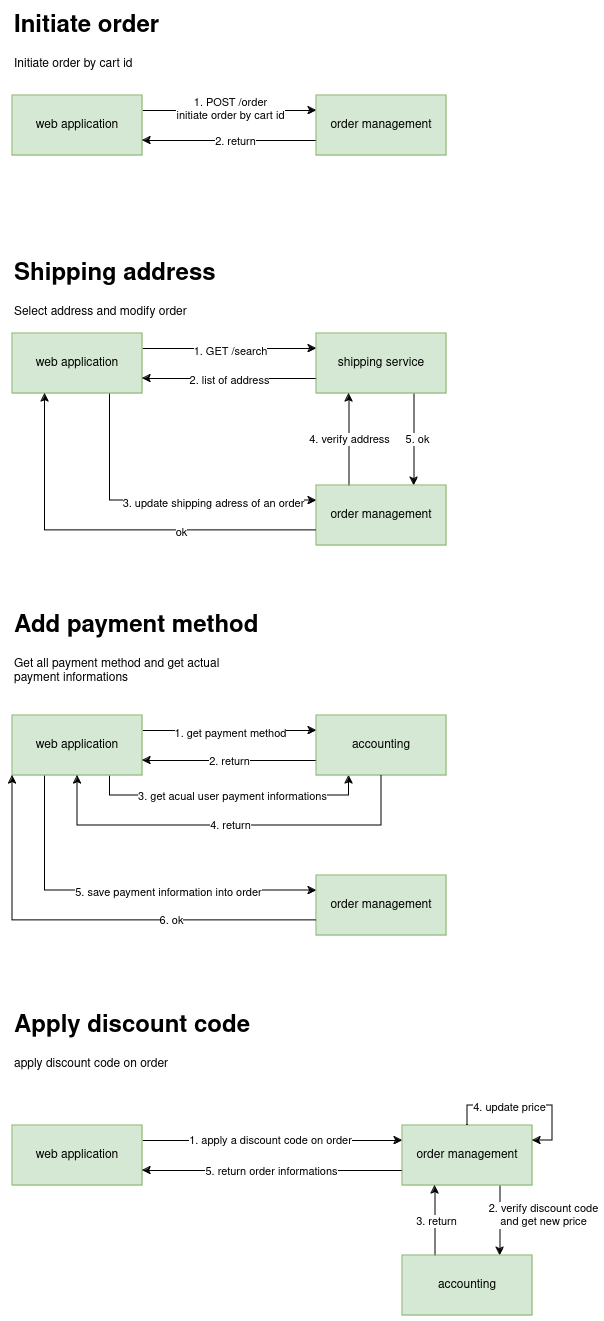 Initiate order
Initiate order by cart id
web application
1. POST /order
initiate order by cart id
order management
2. return
Shipping address
Select address and modify order
web application
1. GET /search
shipping service
2. list of address
4. verify address
5. ok
3. update shipping adress of an order
order management
ok
Add payment method
Get all payment method and get actual
payment informations
web application
1. get payment method
accounting
2. return
3. get acual user payment informations
4. return
5. save payment information into order
order management
6. ok
Apply discount code
apply discount code on order
4. update price
web application
1. apply a discount code on order
order management
5. return order informations
2. verify discount code
and get new price
3. return
accounting